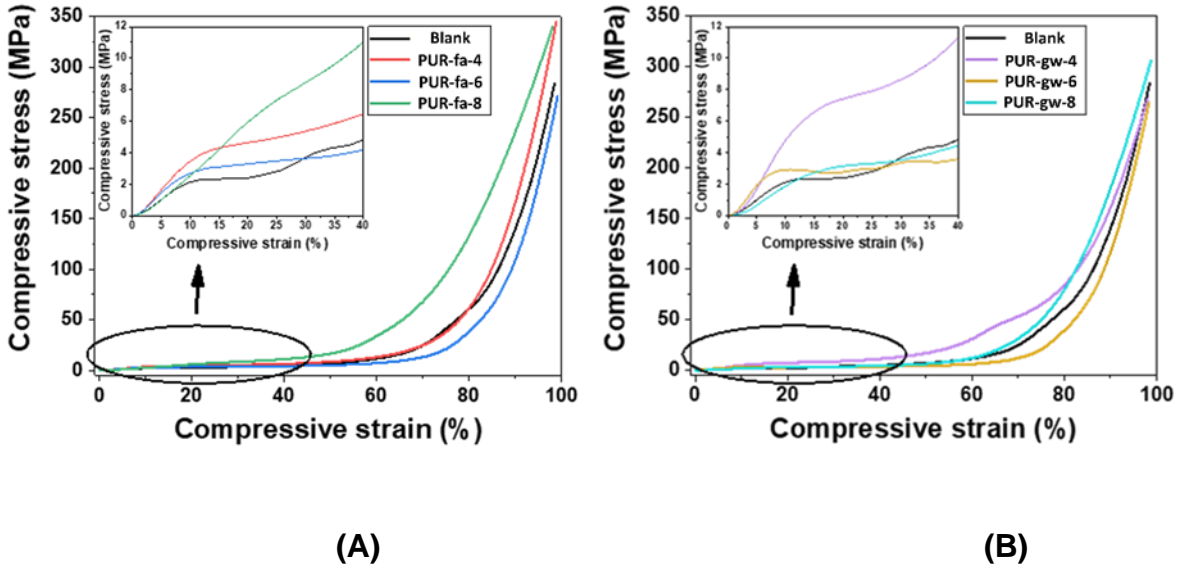 Compressive stress (MPa)
350
300
250
200
150
100
50
0
0 20 40 60 80 100
Compressive strain (%)
Compressive stress (MPa)
12
10
8
6
4
2
0
0 5 10 15 20 25 30 35 40
Compressive strain (%)
Blank
PUR-fa-4
PUR-fa-6
PUR-fa-8
(A)
Compressive stress (MPa)
350
300
250
200
150
100
50
0
0 20 40 60 80 100
Compressive strain (%)
Compressive stress (MPa)
12
10
8
6
4
2
0
0 5 10 15 20 25 30 35 40
Compressive strain (%)
Blank
PUR-gw-4
PUR-gw-6
PUR-gw-8
(B)